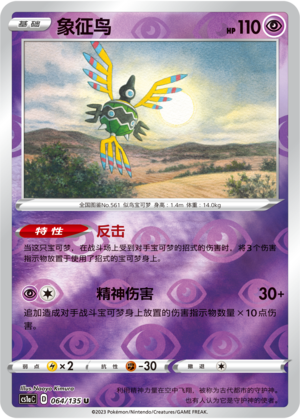 基础 象征鸟 HP 110
全国图鉴No.561 似鸟宝可梦 身高：1.4m 体重：14.0kg
特性 反击
当这只宝可梦，在战斗场上受到对手宝可梦的招式的伤害时，将3个伤害
指示物放置于使用了招式的宝可梦身上。
精神伤害 30+
追加造成对手战斗宝可梦身上放置的伤害指示物数量×10点伤
害。
弱点 ×2 抗性 -30 撤退
Illus. Naoyo Kimura
CS1aC D 064/135 U
©2023 Pokémon/Nintendo/Creatures/GAME FREAK.